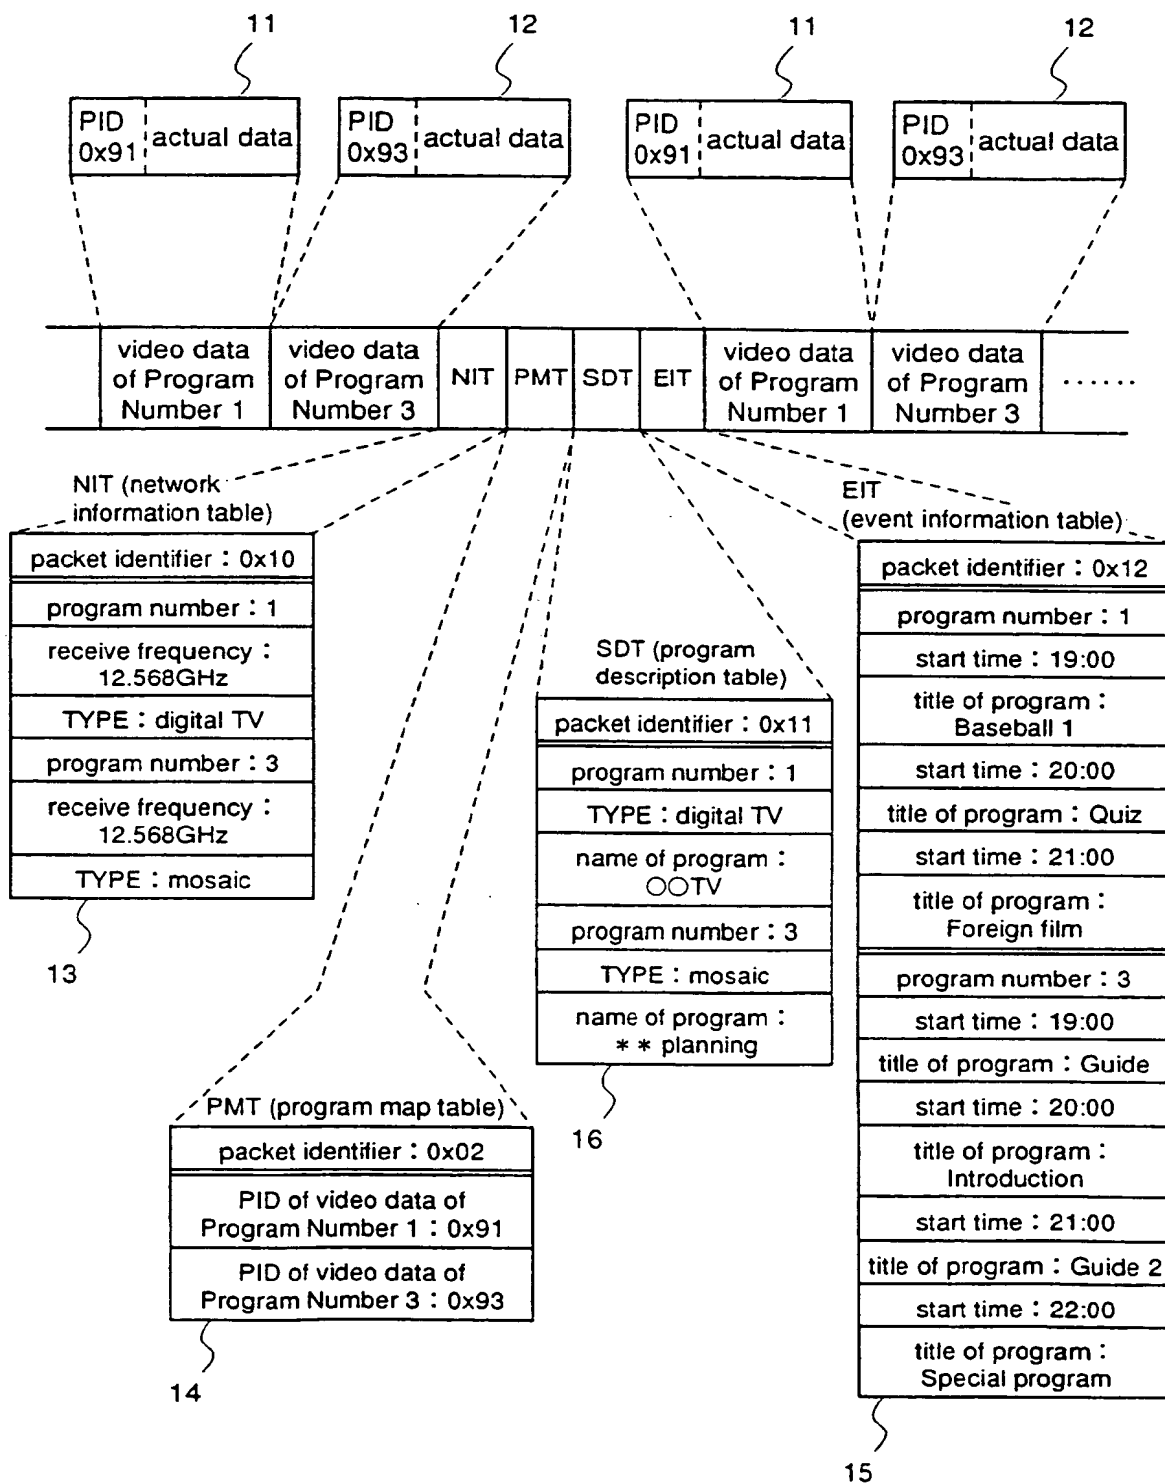 11
12
11
12
PID
0x91
actual data
PID
0x93
actual data
PID
0x91
actual data
PID
0x93
actual data
video data
of Program
Number 1
video data
of Program
Number 3
NIT
PMT
SDT
EIT
video data
of Program
Number 1
video data
of Program
Number 3
......
NIT (network
information table)
packet identifier : 0x10
program number : 1
receive frequency :
12.568GHz
TYPE : digital TV
program number : 3
receive frequency :
12.568GHz
TYPE : mosaic
13
PMT (program map table)
packet identifier : 0x02
PID of video data of
Program Number 1 : 0x91
PID of video data of
Program Number 3 : 0x93
14
SDT (program
description table)
packet identifier : 0x11
program number : 1
TYPE : digital TV
name of program :
○○TV
program number : 3
TYPE : mosaic
name of program :
** planning
16
EIT
(event information table)
packet identifier : 0x12
program number : 1
start time : 19:00
title of program :
Baseball 1
start time : 20:00
title of program : Quiz
start time : 21:00
title of program :
Foreign film
program number : 3
start time : 19:00
title of program : Guide
start time : 20:00
title of program :
Introduction
start time : 21:00
title of program : Guide 2
start time : 22:00
title of program :
Special program
15